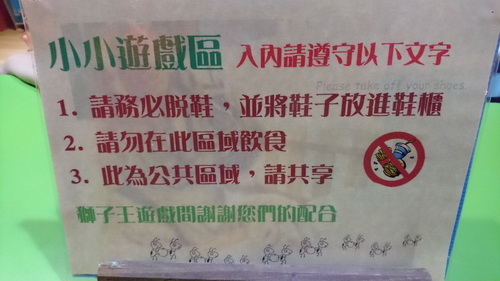 小小遊戲區 入內請遵守以下文字
Please take off your shoes.
1. 請務必脫鞋，並將鞋子放進鞋櫃
2. 請勿在此區域飲食
3. 此為公共區域，請共享
獅子王遊戲間謝謝您們的配合